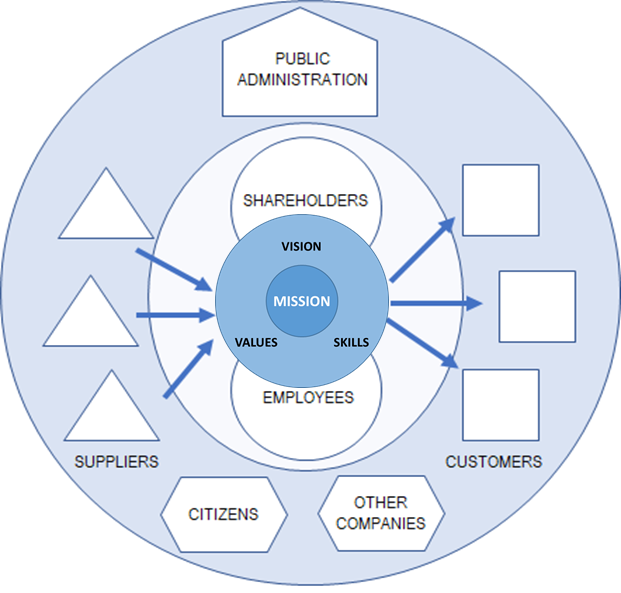 PUBLIC
ADMINISTRATION
SHAREHOLDERS
VISION
MISSION
VALUES
SKILLS
EMPLOYEES
SUPPLIERS
CUSTOMERS
CITIZENS
OTHER
COMPANIES